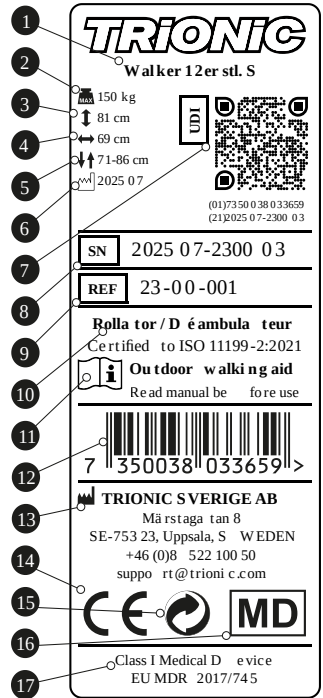 1
TRIONIC
Walker 12er stl. S
2
MAX 150 kg
3
81 cm
4
69 cm
5
71-86 cm
6
2025 07
UDI
(01)7350038033659
(21)202507-2300 03
7
8
SN 2025 07-2300 03
9
REF 23-00-001
10
Rollator / Déambulateur
Certified to ISO 11199-2:2021
11
Outdoor walking aid
Read manual before use
12
7 350038 033659 >
13
TRIONIC SVERIGE AB
Märstagatan 8
SE-753 23, Uppsala, SWEDEN
+46 (0)8 522 100 50
support@trionic.com
14
CE
15
16
MD
17
Class I Medical Device
EU MDR 2017/745